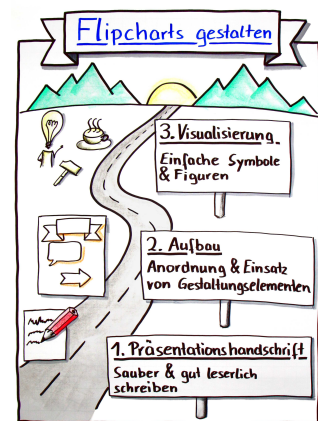 Flipcharts gestalten
3. Visualisierung
Einfache Symbole
& Figuren
2. Aufbau
Anordnung & Einsatz
von Gestaltungselementen
1. Präsentationshandschrift
Sauber & gut leserlich
schreiben